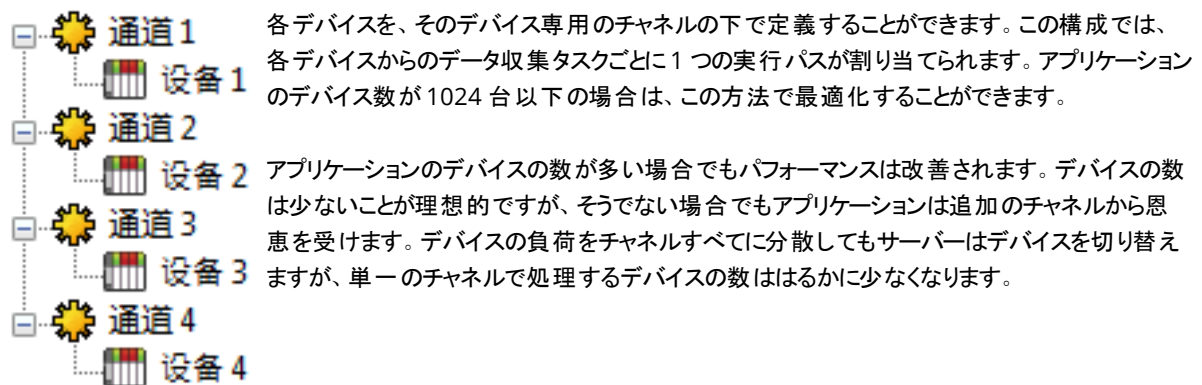 通道 1
设备 1
通道 2
设备 2
通道 3
设备 3
通道 4
设备 4
各デバイスを、そのデバイス専用のチャネルの下で定義することができます。この構成では、
各デバイスからのデータ収集タスクごとに1 つの実行パスが割り当てられます。アプリケーション
のデバイス数が1024 台以下の場合は、この方法で最適化することができます。
アプリケーションのデバイスの数が多い場合でもパフォーマンスは改善されます。デバイスの数
は少ないことが理想的ですが、そうでない場合でもアプリケーションは追加のチャネルから恩
恵を受けます。デバイスの負荷をチャネルすべてに分散してもサーバーはデバイスを切り替え
ますが、単一のチャネルで処理するデバイスの数ははるかに少なくなります。